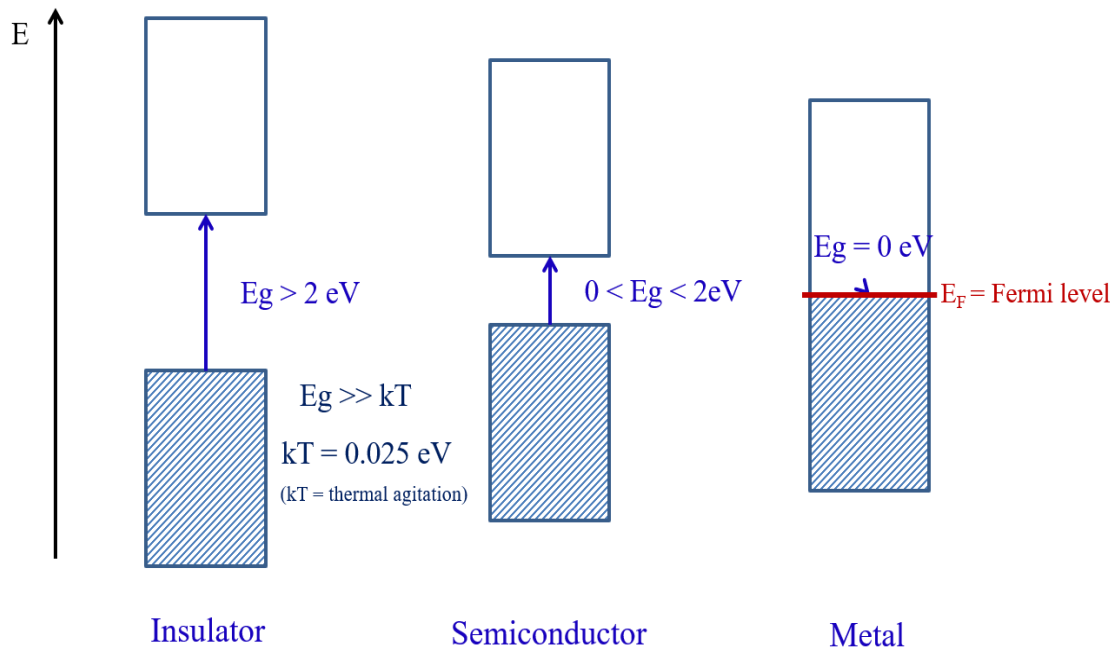 E
Eg > 2 eV
Eg >> kT
kT = 0.025 eV
(kT = thermal agitation)
0 < Eg < 2eV
Eg = 0 eV
E_F = Fermi level
Insulator
Semiconductor
Metal